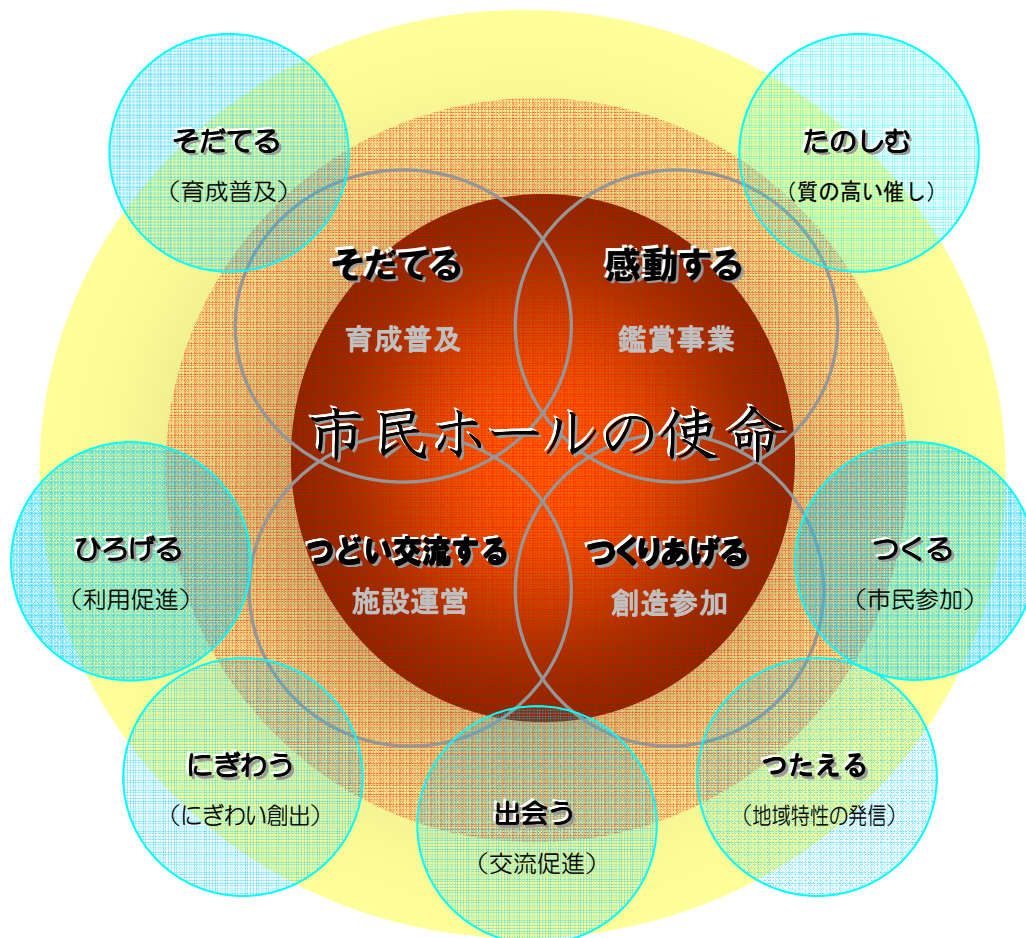 そだてる
（育成普及）
たのしむ
（質の高い催し）
そだてる
育成普及
感動する
鑑賞事業
市民ホールの使命
つどい交流する
施設運営
つくりあげる
創造参加
ひろげる
（利用促進）
つくる
（市民参加）
にぎわう
（にぎわい創出）
出会う
（交流促進）
つたえる
（地域特性の発信）